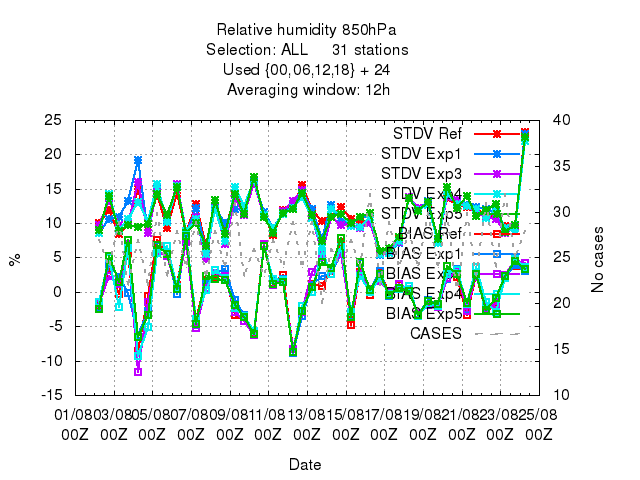 Relative humidity 850hPa
Selection: ALL 31 stations
Used {00,06,12,18} + 24
Averaging window: 12h
25
20
15
10
5
0
-5
-10
-15
%
40
35
30
25
20
15
10
No cases
STDV Ref
STDV Exp1
STDV Exp3
STDV Exp4
STDV Exp5
BIAS Ref
BIAS Exp1
BIAS Exp3
BIAS Exp4
BIAS Exp5
CASES
01/08 03/08 05/08 07/08 09/08 11/08 13/08 15/08 17/08 19/08 21/08 23/08 25/08
00Z 00Z 00Z 00Z 00Z 00Z 00Z 00Z 00Z 00Z 00Z 00Z 00Z
Date